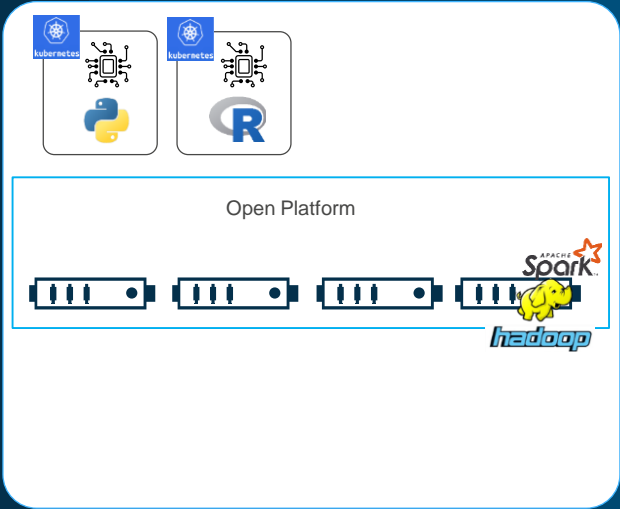 kubernetes
kubernetes
R
Open Platform
APACHE
Spark
hadoop